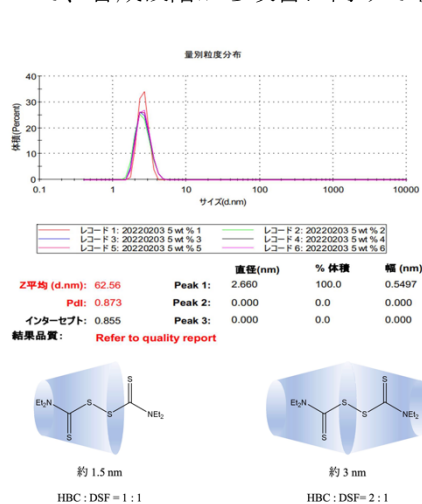 量別粒度分布
40
30
20
10
0
体積(Percent)
0.1 1 10 100 1000 10000
サイズ(d.nm)
レコード 1: 20220203 5 wt % 1 レコード 2: 20220203 5 wt % 2
レコード 3: 20220203 5 wt % 3 レコード 4: 20220203 5 wt % 4
レコード 5: 20220203 5 wt % 5 レコード 6: 20220203 5 wt % 6
直径(nm) % 体積 幅 (nm)
Z平均 (d.nm): 62.56 Peak 1: 2.660 100.0 0.5497
PdI: 0.873 Peak 2: 0.000 0.0 0.000
インターセプト: 0.855 Peak 3: 0.000 0.0 0.000
結果品質: Refer to quality report
S S
Et₂N S S NEt₂ Et₂N S S NEt₂
S S
約 1.5 nm 約 3 nm
HBC : DSF = 1 : 1 HBC : DSF= 2 : 1